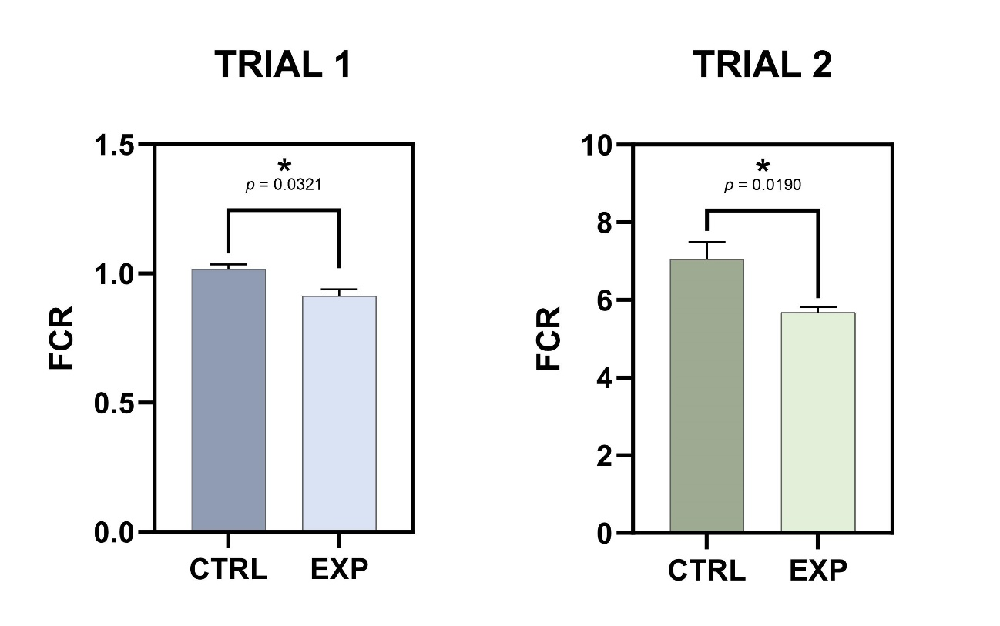 TRIAL 1
1.5
1.0
0.5
0.0
FCR
*
p = 0.0321
CTRL
EXP
TRIAL 2
10
8
6
4
2
0
FCR
*
p = 0.0190
CTRL
EXP